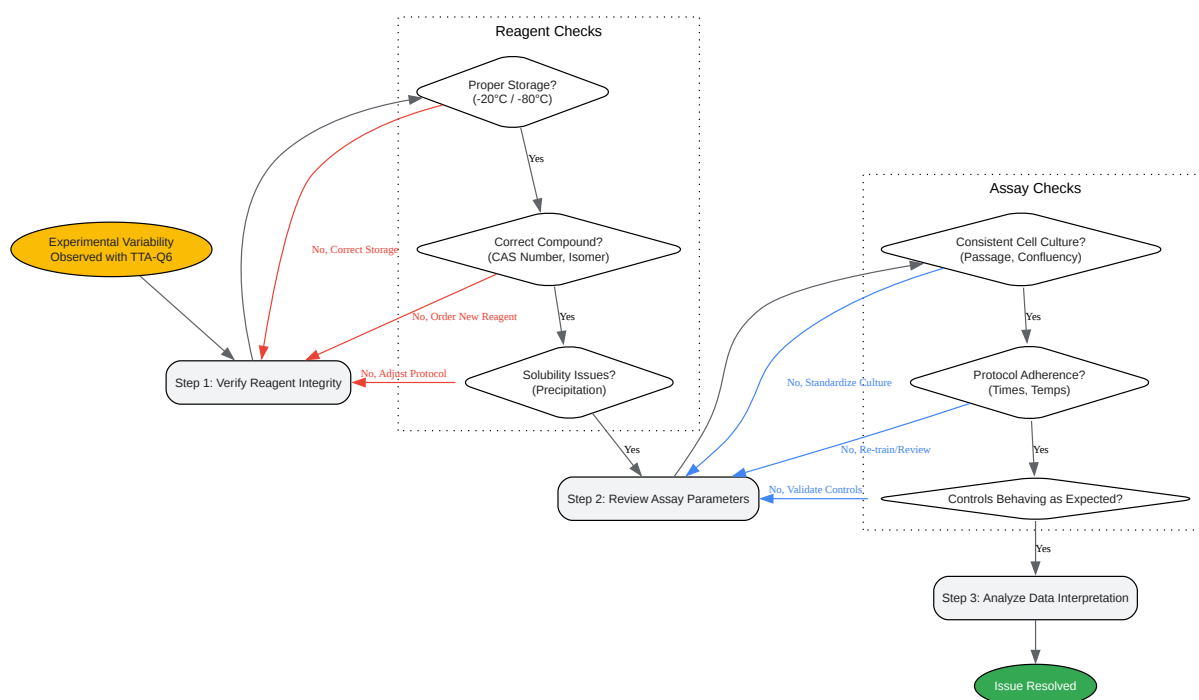 Reagent Checks
Proper Storage?
(-20°C / -80°C)
Yes
Assay Checks
Experimental Variability
Observed with TTA-Q6
No, Correct Storage
Correct Compound?
(CAS Number, Isomer)
Consistent Cell Culture?
(Passage, Confluency)
No, Order New Reagent
Yes
Yes
Step 1: Verify Reagent Integrity
No, Adjust Protocol
Solubility Issues?
(Precipitation)
No, Standardize Culture
Protocol Adherence?
(Times, Temps)
Yes
No, Re-train/Review
Yes
Step 2: Review Assay Parameters
No, Validate Controls
Controls Behaving as Expected?
Yes
Step 3: Analyze Data Interpretation
Issue Resolved